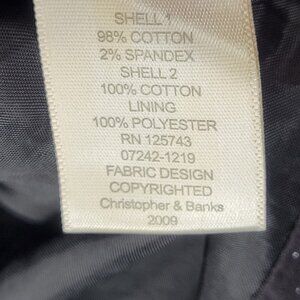 SHELL 1
98% COTTON
2% SPANDEX
SHELL 2
100% COTTON
LINING
100% POLYESTER
RN 125743
07242-1219
FABRIC DESIGN
COPYRIGHTED
Christopher & Banks
2009